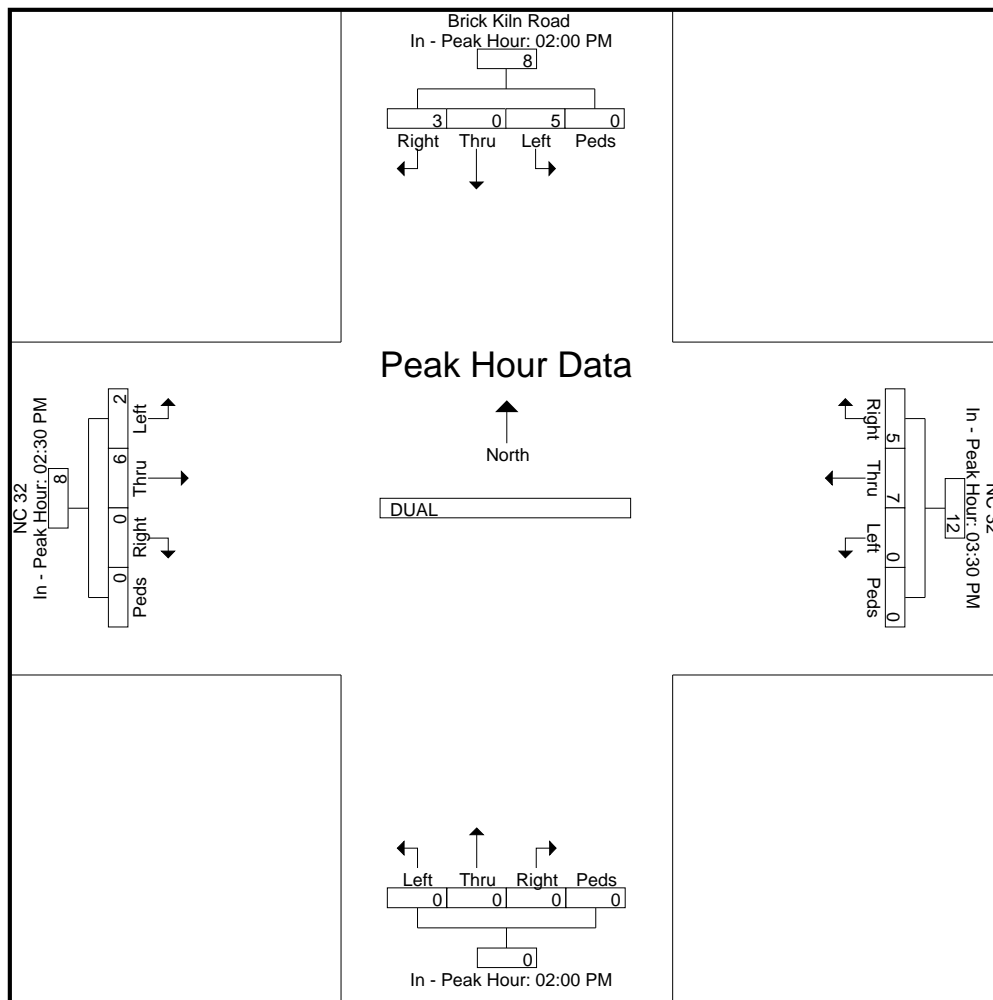 Brick Kiln Road
In - Peak Hour: 02:00 PM
8
3 0 5 0
Right Thru Left Peds
Peak Hour Data
North
DUAL
NC 32
In - Peak Hour: 02:30 PM
8
2 6 0 0
Left Thru Right Peds
Right Thru Left Peds
5 7 0 0
12
In - Peak Hour: 03:30 PM
NC 32
Left Thru Right Peds
0 0 0 0
0
In - Peak Hour: 02:00 PM